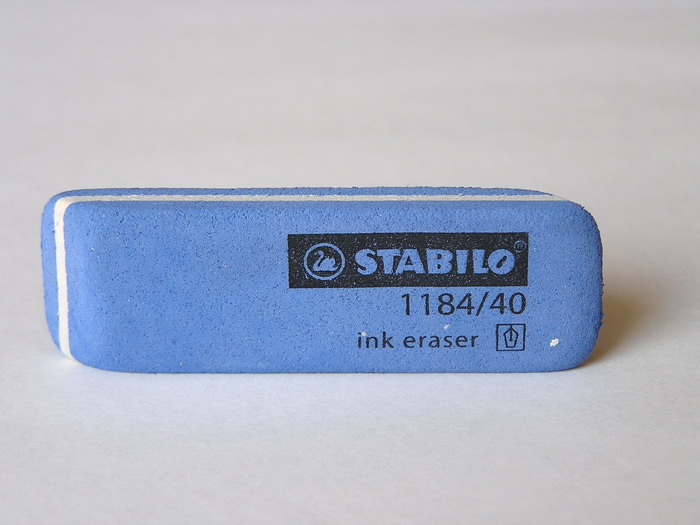 STABILO®
1184/40
ink eraser